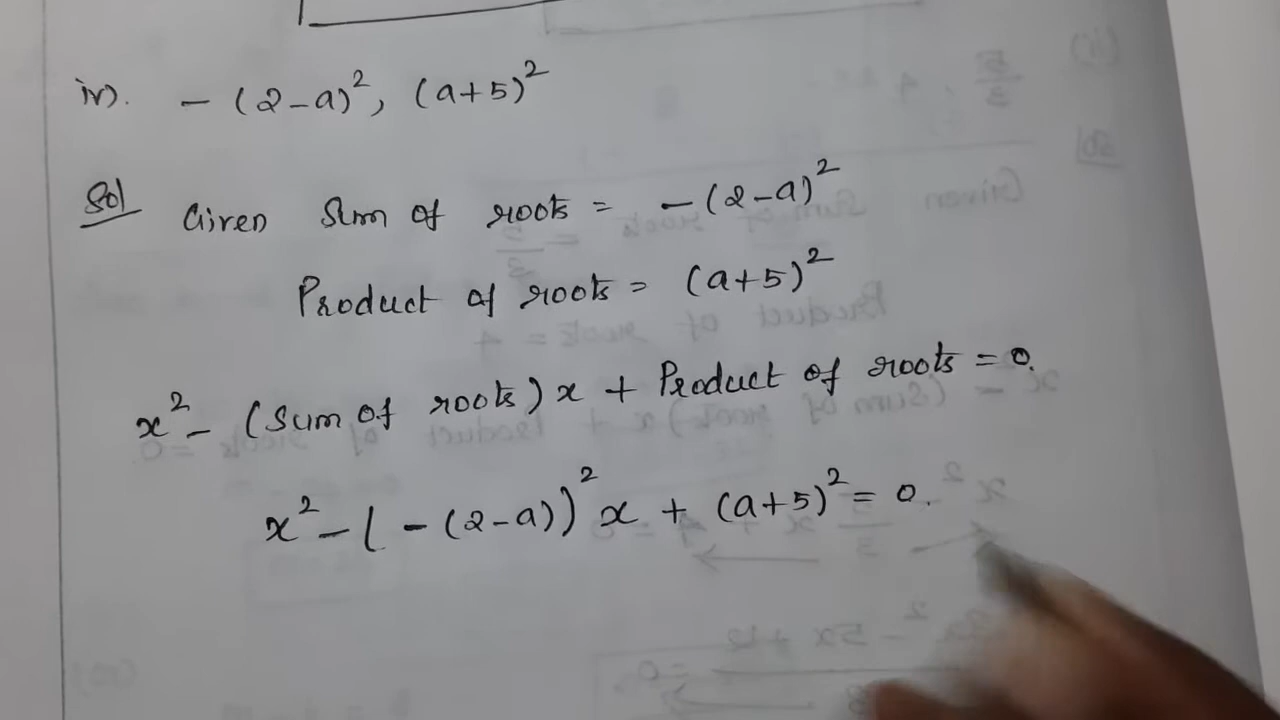 iv). - (2-a)², (a+5)²
Sol Given Sum of roots = -(2-a)²
Product of roots = (a+5)²
x² - (Sum of roots)x + Product of roots = 0.
x² - (-(2-a))² x + (a+5)² = 0.